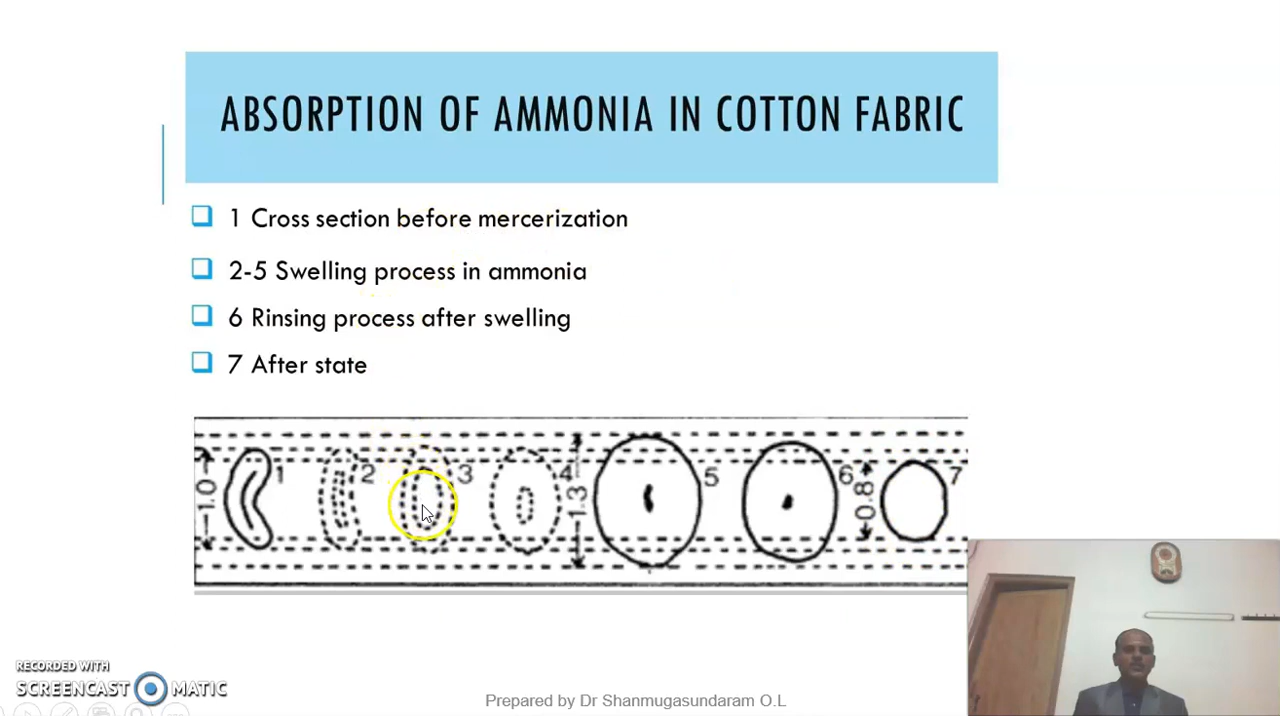 ABSORPTION OF AMMONIA IN COTTON FABRIC
1 Cross section before mercerization
2-5 Swelling process in ammonia
6 Rinsing process after swelling
7 After state
1.0 1 2 3 4 1.3 5 6 0.8 7
RECORDED WITH
SCREENCAST MATIC
Prepared by Dr Shanmugasundaram O.L